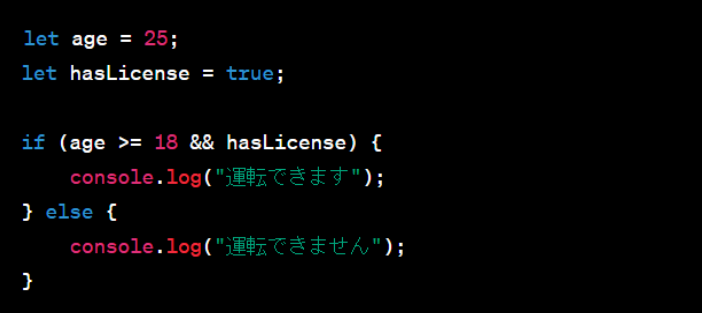 let age = 25;
let hasLicense = true;
if (age >= 18 && hasLicense) {
    console.log("運転できます");
} else {
    console.log("運転できません");
}